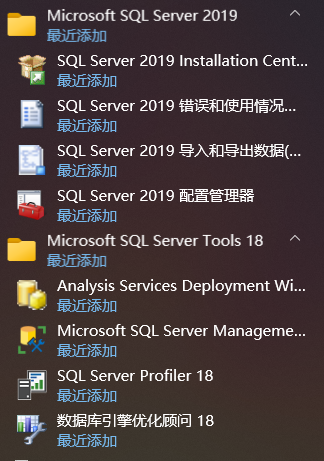 Microsoft SQL Server 2019
最近添加
SQL Server 2019 Installation Cent...
最近添加
SQL Server 2019 错误和使用情况...
最近添加
SQL Server 2019 导入和导出数据(...
最近添加
SQL Server 2019 配置管理器
最近添加
Microsoft SQL Server Tools 18
最近添加
Analysis Services Deployment Wi...
最近添加
Microsoft SQL Server Manageme...
最近添加
SQL Server Profiler 18
最近添加
数据库引擎优化顾问 18
最近添加